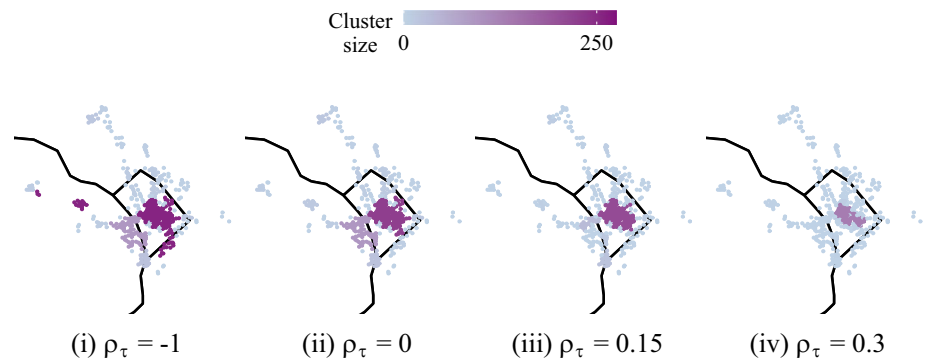 Cluster
size
0 250
(i) ρτ = -1 (ii) ρτ = 0 (iii) ρτ = 0.15 (iv) ρτ = 0.3